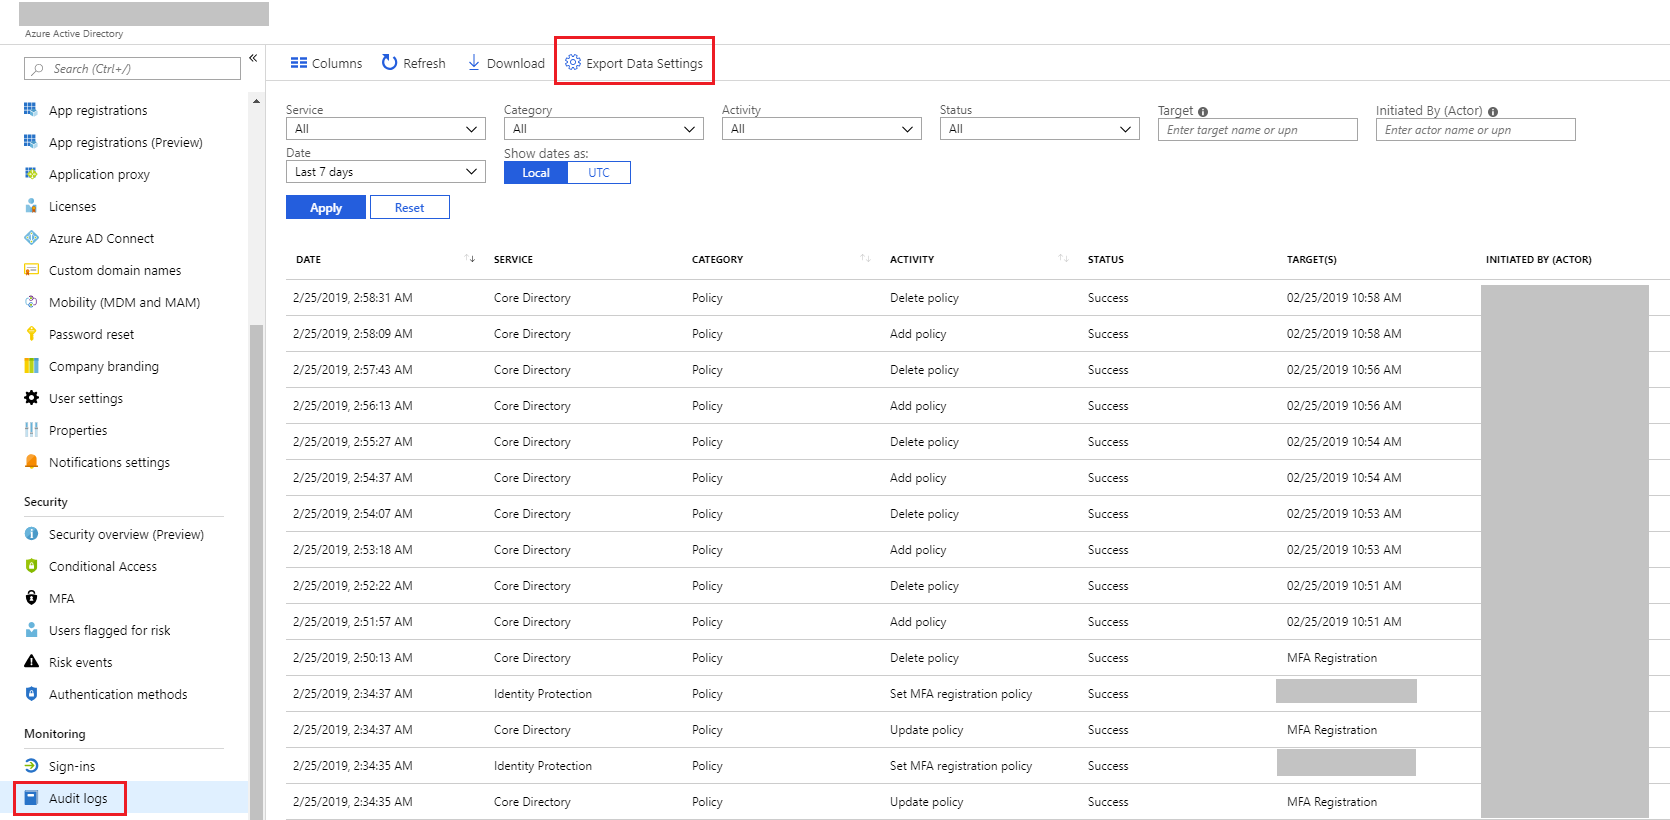 Azure Active Directory
Search (Ctrl+/)
«
App registrations
App registrations (Preview)
Application proxy
Licenses
Azure AD Connect
Custom domain names
Mobility (MDM and MAM)
Password reset
Company branding
User settings
Properties
Notifications settings
Security
Security overview (Preview)
Conditional Access
MFA
Users flagged for risk
Risk events
Authentication methods
Monitoring
Sign-ins
Audit logs
Columns Refresh Download Export Data Settings
Service Category Activity Status Target Initiated By (Actor)
All All All All Enter target name or upn Enter actor name or upn
Date Show dates as:
Last 7 days Local UTC
Apply Reset
DATE SERVICE CATEGORY ACTIVITY STATUS TARGET(S) INITIATED BY (ACTOR)
2/25/2019, 2:58:31 AM Core Directory Policy Delete policy Success 02/25/2019 10:58 AM
2/25/2019, 2:58:09 AM Core Directory Policy Add policy Success 02/25/2019 10:58 AM
2/25/2019, 2:57:43 AM Core Directory Policy Delete policy Success 02/25/2019 10:56 AM
2/25/2019, 2:56:13 AM Core Directory Policy Add policy Success 02/25/2019 10:56 AM
2/25/2019, 2:55:27 AM Core Directory Policy Delete policy Success 02/25/2019 10:54 AM
2/25/2019, 2:54:37 AM Core Directory Policy Add policy Success 02/25/2019 10:54 AM
2/25/2019, 2:54:07 AM Core Directory Policy Delete policy Success 02/25/2019 10:53 AM
2/25/2019, 2:53:18 AM Core Directory Policy Add policy Success 02/25/2019 10:53 AM
2/25/2019, 2:52:22 AM Core Directory Policy Delete policy Success 02/25/2019 10:51 AM
2/25/2019, 2:51:57 AM Core Directory Policy Add policy Success 02/25/2019 10:51 AM
2/25/2019, 2:50:13 AM Core Directory Policy Delete policy Success MFA Registration
2/25/2019, 2:34:37 AM Identity Protection Policy Set MFA registration policy Success
2/25/2019, 2:34:37 AM Core Directory Policy Update policy Success MFA Registration
2/25/2019, 2:34:35 AM Identity Protection Policy Set MFA registration policy Success
2/25/2019, 2:34:35 AM Core Directory Policy Update policy Success MFA Registration